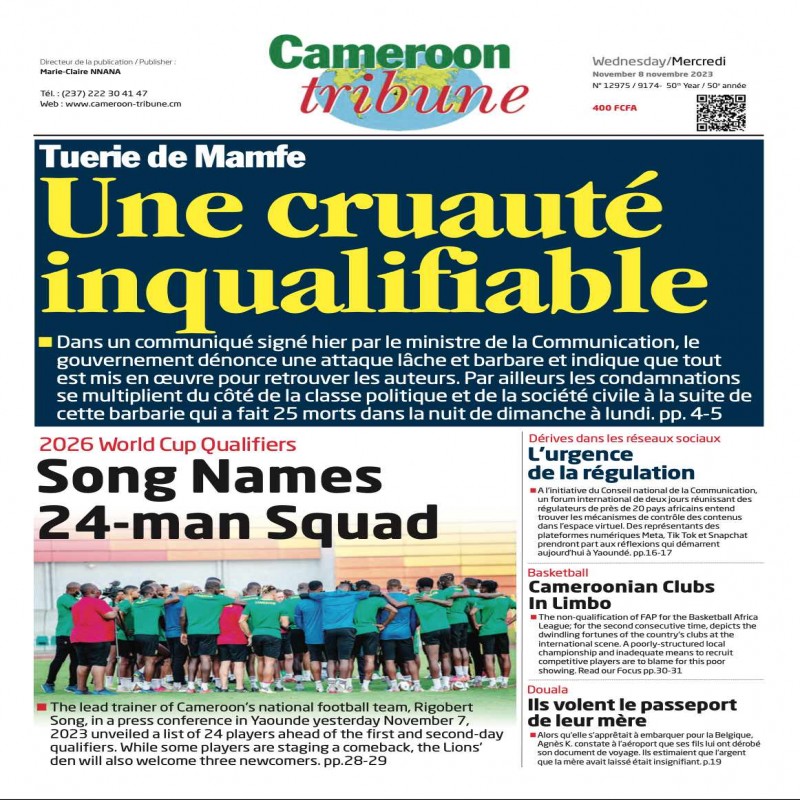 Directeur de la publication / Publisher :
Marie-Claire NNANA
Tél. : (237) 222 30 41 47
Web : www.cameroon-tribune.cm
Cameroon
tribune
Wednesday/Mercredi
November 8 novembre 2023
N° 12975 / 9174- 50th Year / 50e année
400 FCFA
Tuerie de Mamfe
Une cruauté
inqualifiable
Dans un communiqué signé hier par le ministre de la Communication, le
gouvernement dénonce une attaque lâche et barbare et indique que tout
est mis en œuvre pour retrouver les auteurs. Par ailleurs les condamnations
se multiplient du côté de la classe politique et de la société civile à la suite de
cette barbarie qui a fait 25 morts dans la nuit de dimanche à lundi. pp. 4-5
2026 World Cup Qualifiers
Song Names
24-man Squad
The lead trainer of Cameroon's national football team, Rigobert
Song, in a press conference in Yaounde yesterday November 7,
2023 unveiled a list of 24 players ahead of the first and second-day
qualifiers. While some players are staging a comeback, the Lions'
den will also welcome three newcomers. pp.28-29
Dérives dans les réseaux sociaux
L'urgence
de la régulation
A l'initiative du Conseil national de la Communication,
un forum international de deux jours réunissant des
régulateurs de près de 20 pays africains entend
trouver les mécanismes de contrôle des contenus
dans l'espace virtuel. Des représentants des
plateformes numériques Meta, Tik Tok et Snapchat
prendront part aux réflexions qui démarrent
aujourd'hui à Yaoundé. pp.16-17
Basketball
Cameroonian Clubs
In Limbo
The non-qualification of FAP for the Basketball Africa
League; for the second consecutive time, depicts the
dwindling fortunes of the country's clubs at the
international scene. A poorly-structured local
championship and inadequate means to recruit
competitive players are to blame for this poor
showing. Read our Focus pp.30-31
Douala
Ils volent le passeport
de leur mère
Alors qu'elle s'apprêtait à embarquer pour la Belgique,
Agnès K. constate à l'aéroport que ses fils lui ont dérobé
son document de voyage. Ils estimaient que l'argent
que la mère avait laissé était insignifiant. p.19